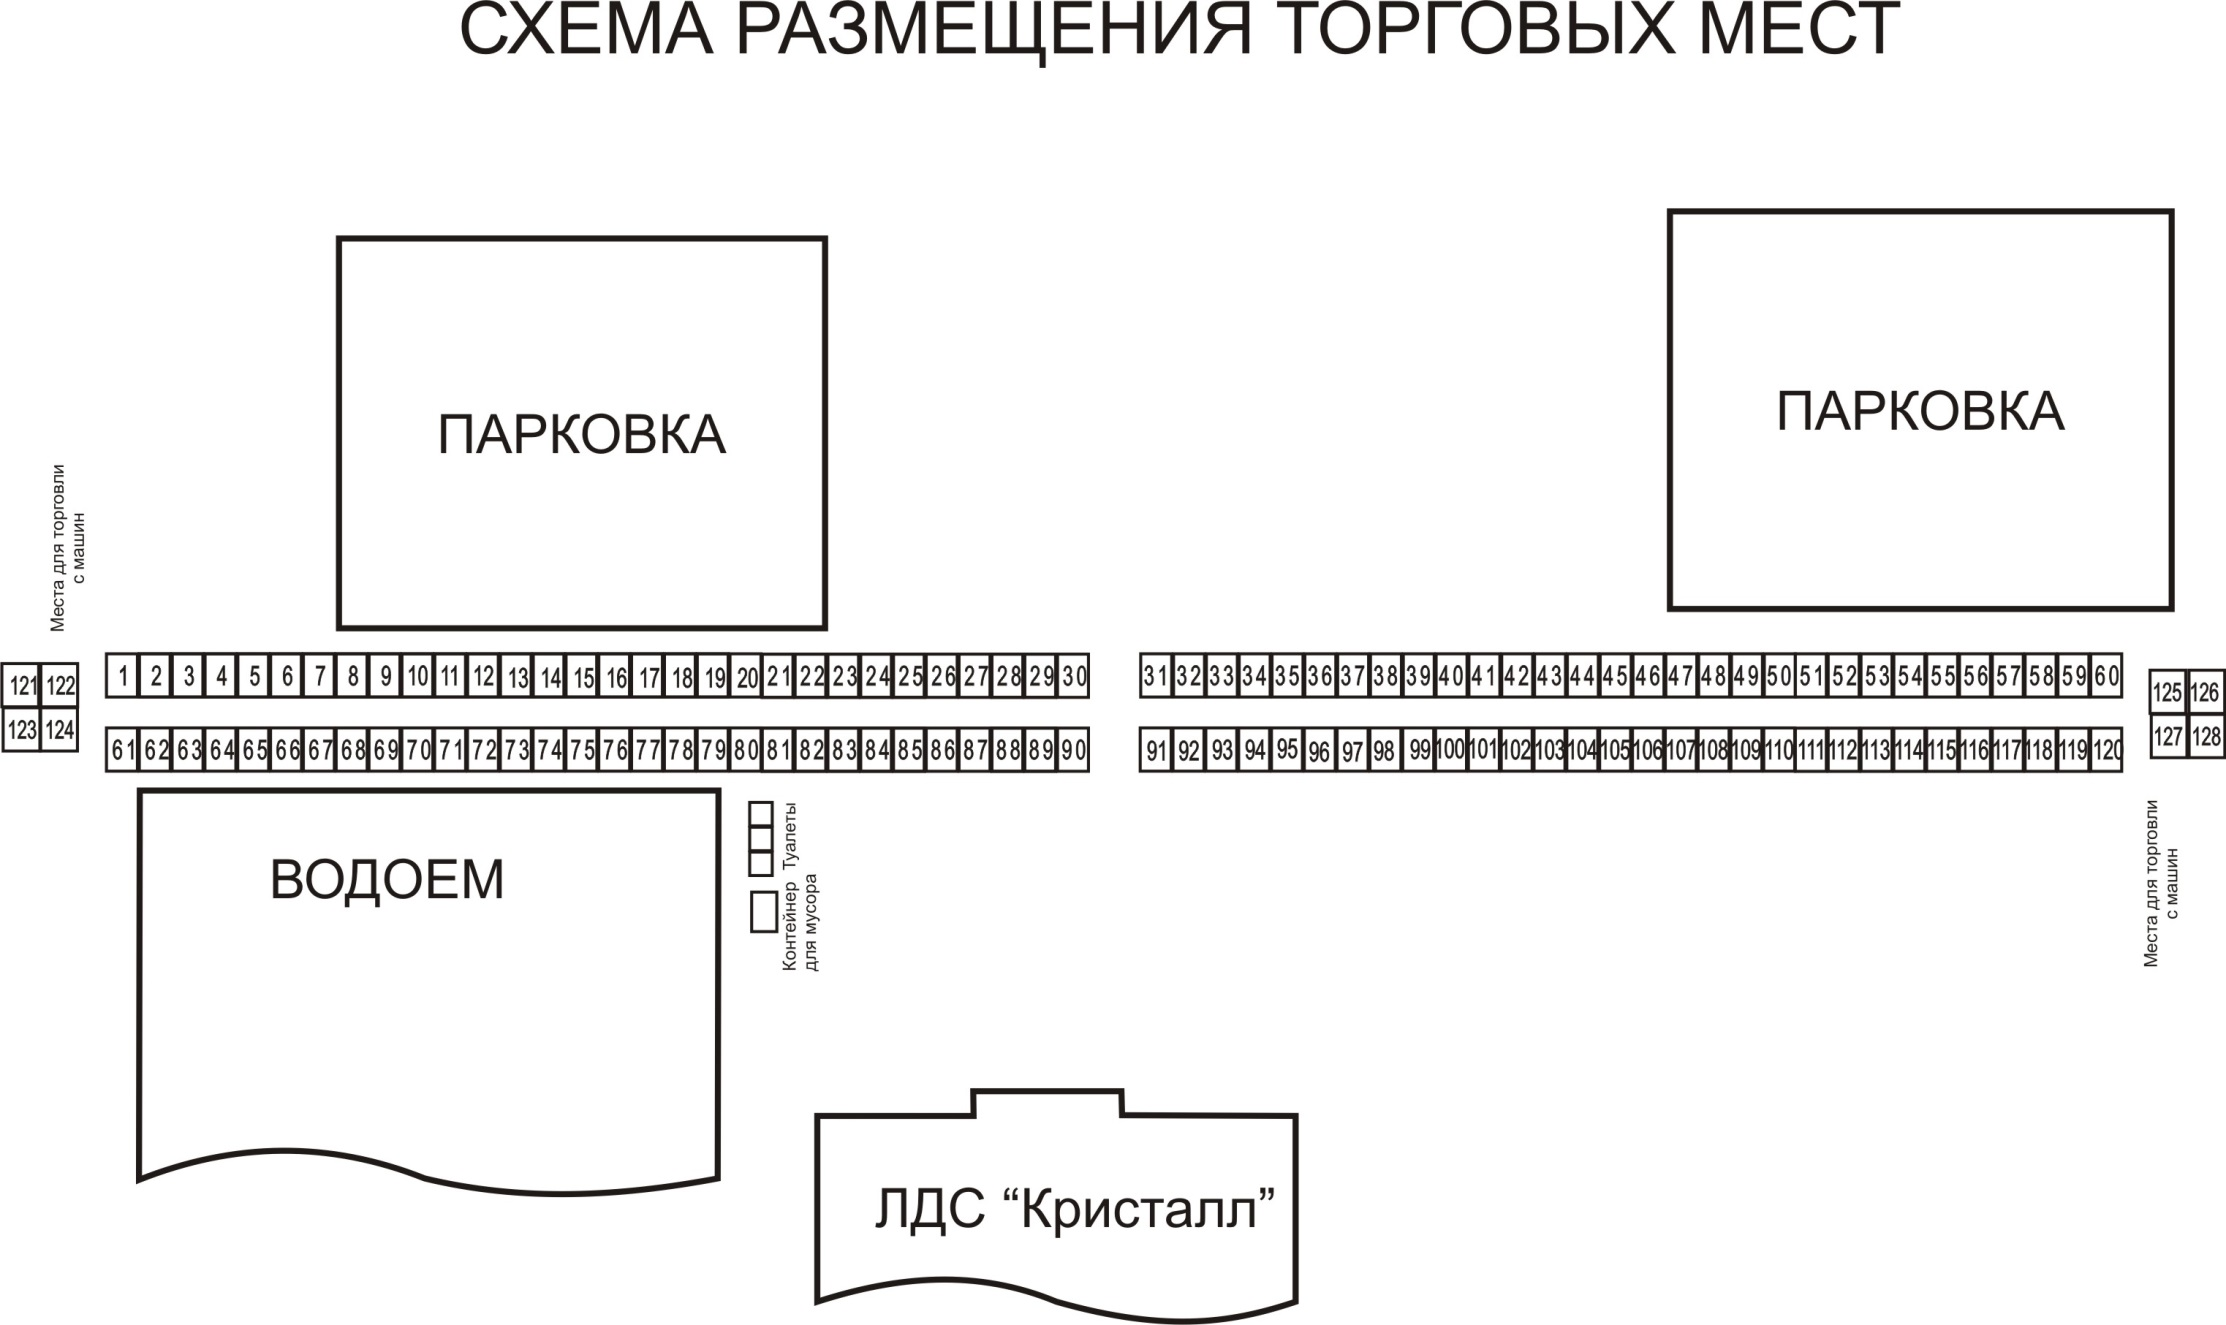 СХЕМА РАЗМЕЩЕНИЯ ТОРГОВЫХ МЕСТ
ПАРКОВКА
ПАРКОВКА
Места для торговли
с машин
121 122
123 124
1 2 3 4 5 6 7 8 9 10 11 12 13 14 15 16 17 18 19 20 21 22 23 24 25 26 27 28 29 30
31 32 33 34 35 36 37 38 39 40 41 42 43 44 45 46 47 48 49 50 51 52 53 54 55 56 57 58 59 60
61 62 63 64 65 66 67 68 69 70 71 72 73 74 75 76 77 78 79 80 81 82 83 84 85 86 87 88 89 90
91 92 93 94 95 96 97 98 99 100 101 102 103 104 105 106 107 108 109 110 111 112 113 114 115 116 117 118 119 120
125 126
127 128
Места для торговли
с машин
ВОДОЕМ
Туалеты
Контейнер
для мусора
ЛДС “Кристалл”